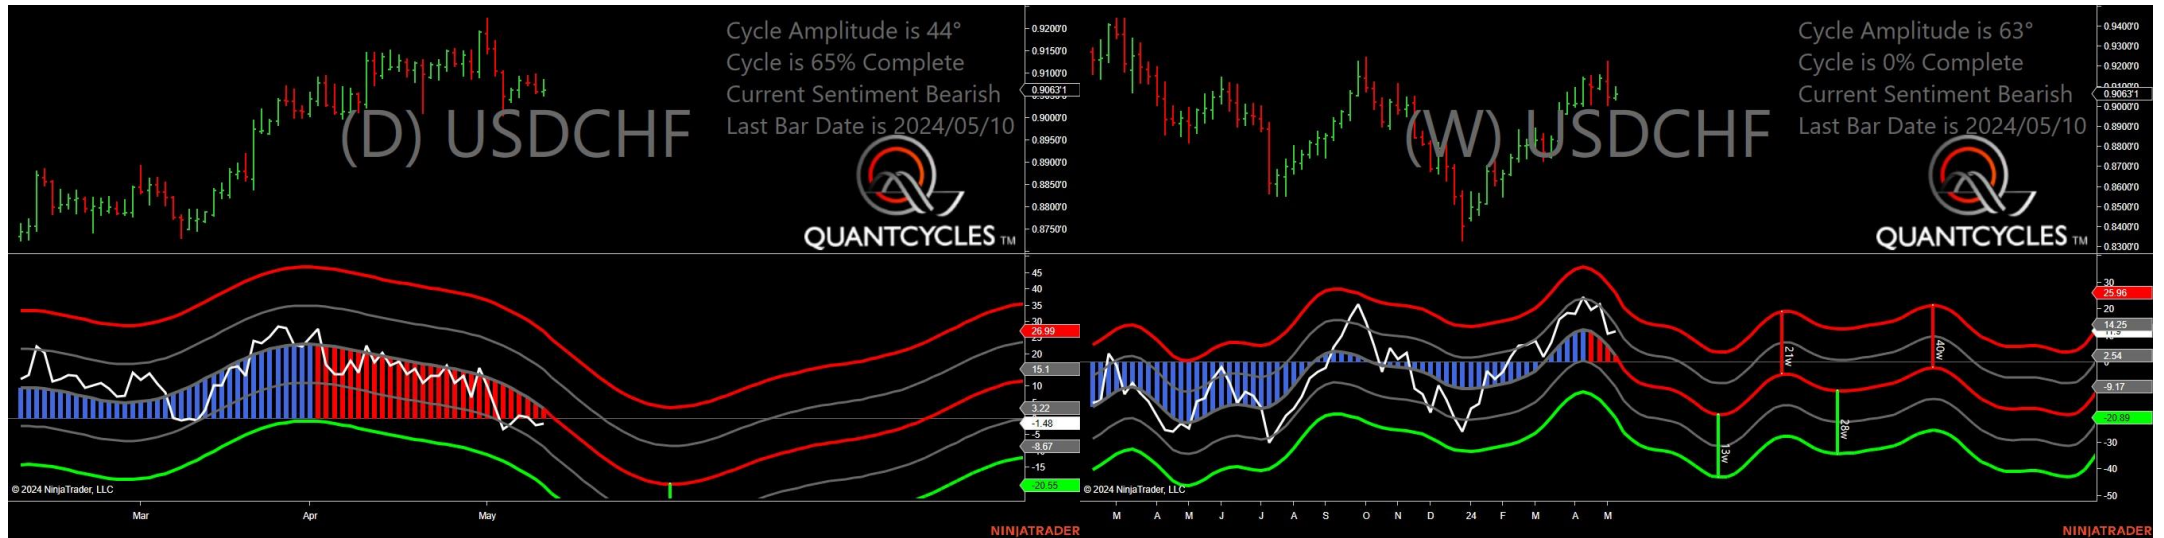 Cycle Amplitude is 44°
Cycle is 65% Complete
Current Sentiment Bearish
Last Bar Date is 2024/05/10
(D) USDCHF
QUANTCYCLES TM
0.9200'0
0.9150'0
0.9100'0
0.9063'1
0.9000'0
0.8950'0
0.8900'0
0.8850'0
0.8800'0
0.8750'0
45
40
35
30
26.99
20
15.1
10
3.22
-1.48
-5
-8.67
-15
-20.55
© 2024 NinjaTrader, LLC
Mar Apr May
NINJATRADER
Cycle Amplitude is 63°
Cycle is 0% Complete
Current Sentiment Bearish
Last Bar Date is 2024/05/10
(W) USDCHF
QUANTCYCLES TM
0.9400'0
0.9300'0
0.9200'0
0.9063'1
0.9000'0
0.8900'0
0.8800'0
0.8700'0
0.8600'0
0.8500'0
0.8400'0
0.8300'0
30
25.96
20
14.25
2.54
-9.17
-20.89
-30
-40
-50
13w
21w
28w
40w
© 2024 NinjaTrader, LLC
M A M J J A S O N D 24 F M A M
NINJATRADER